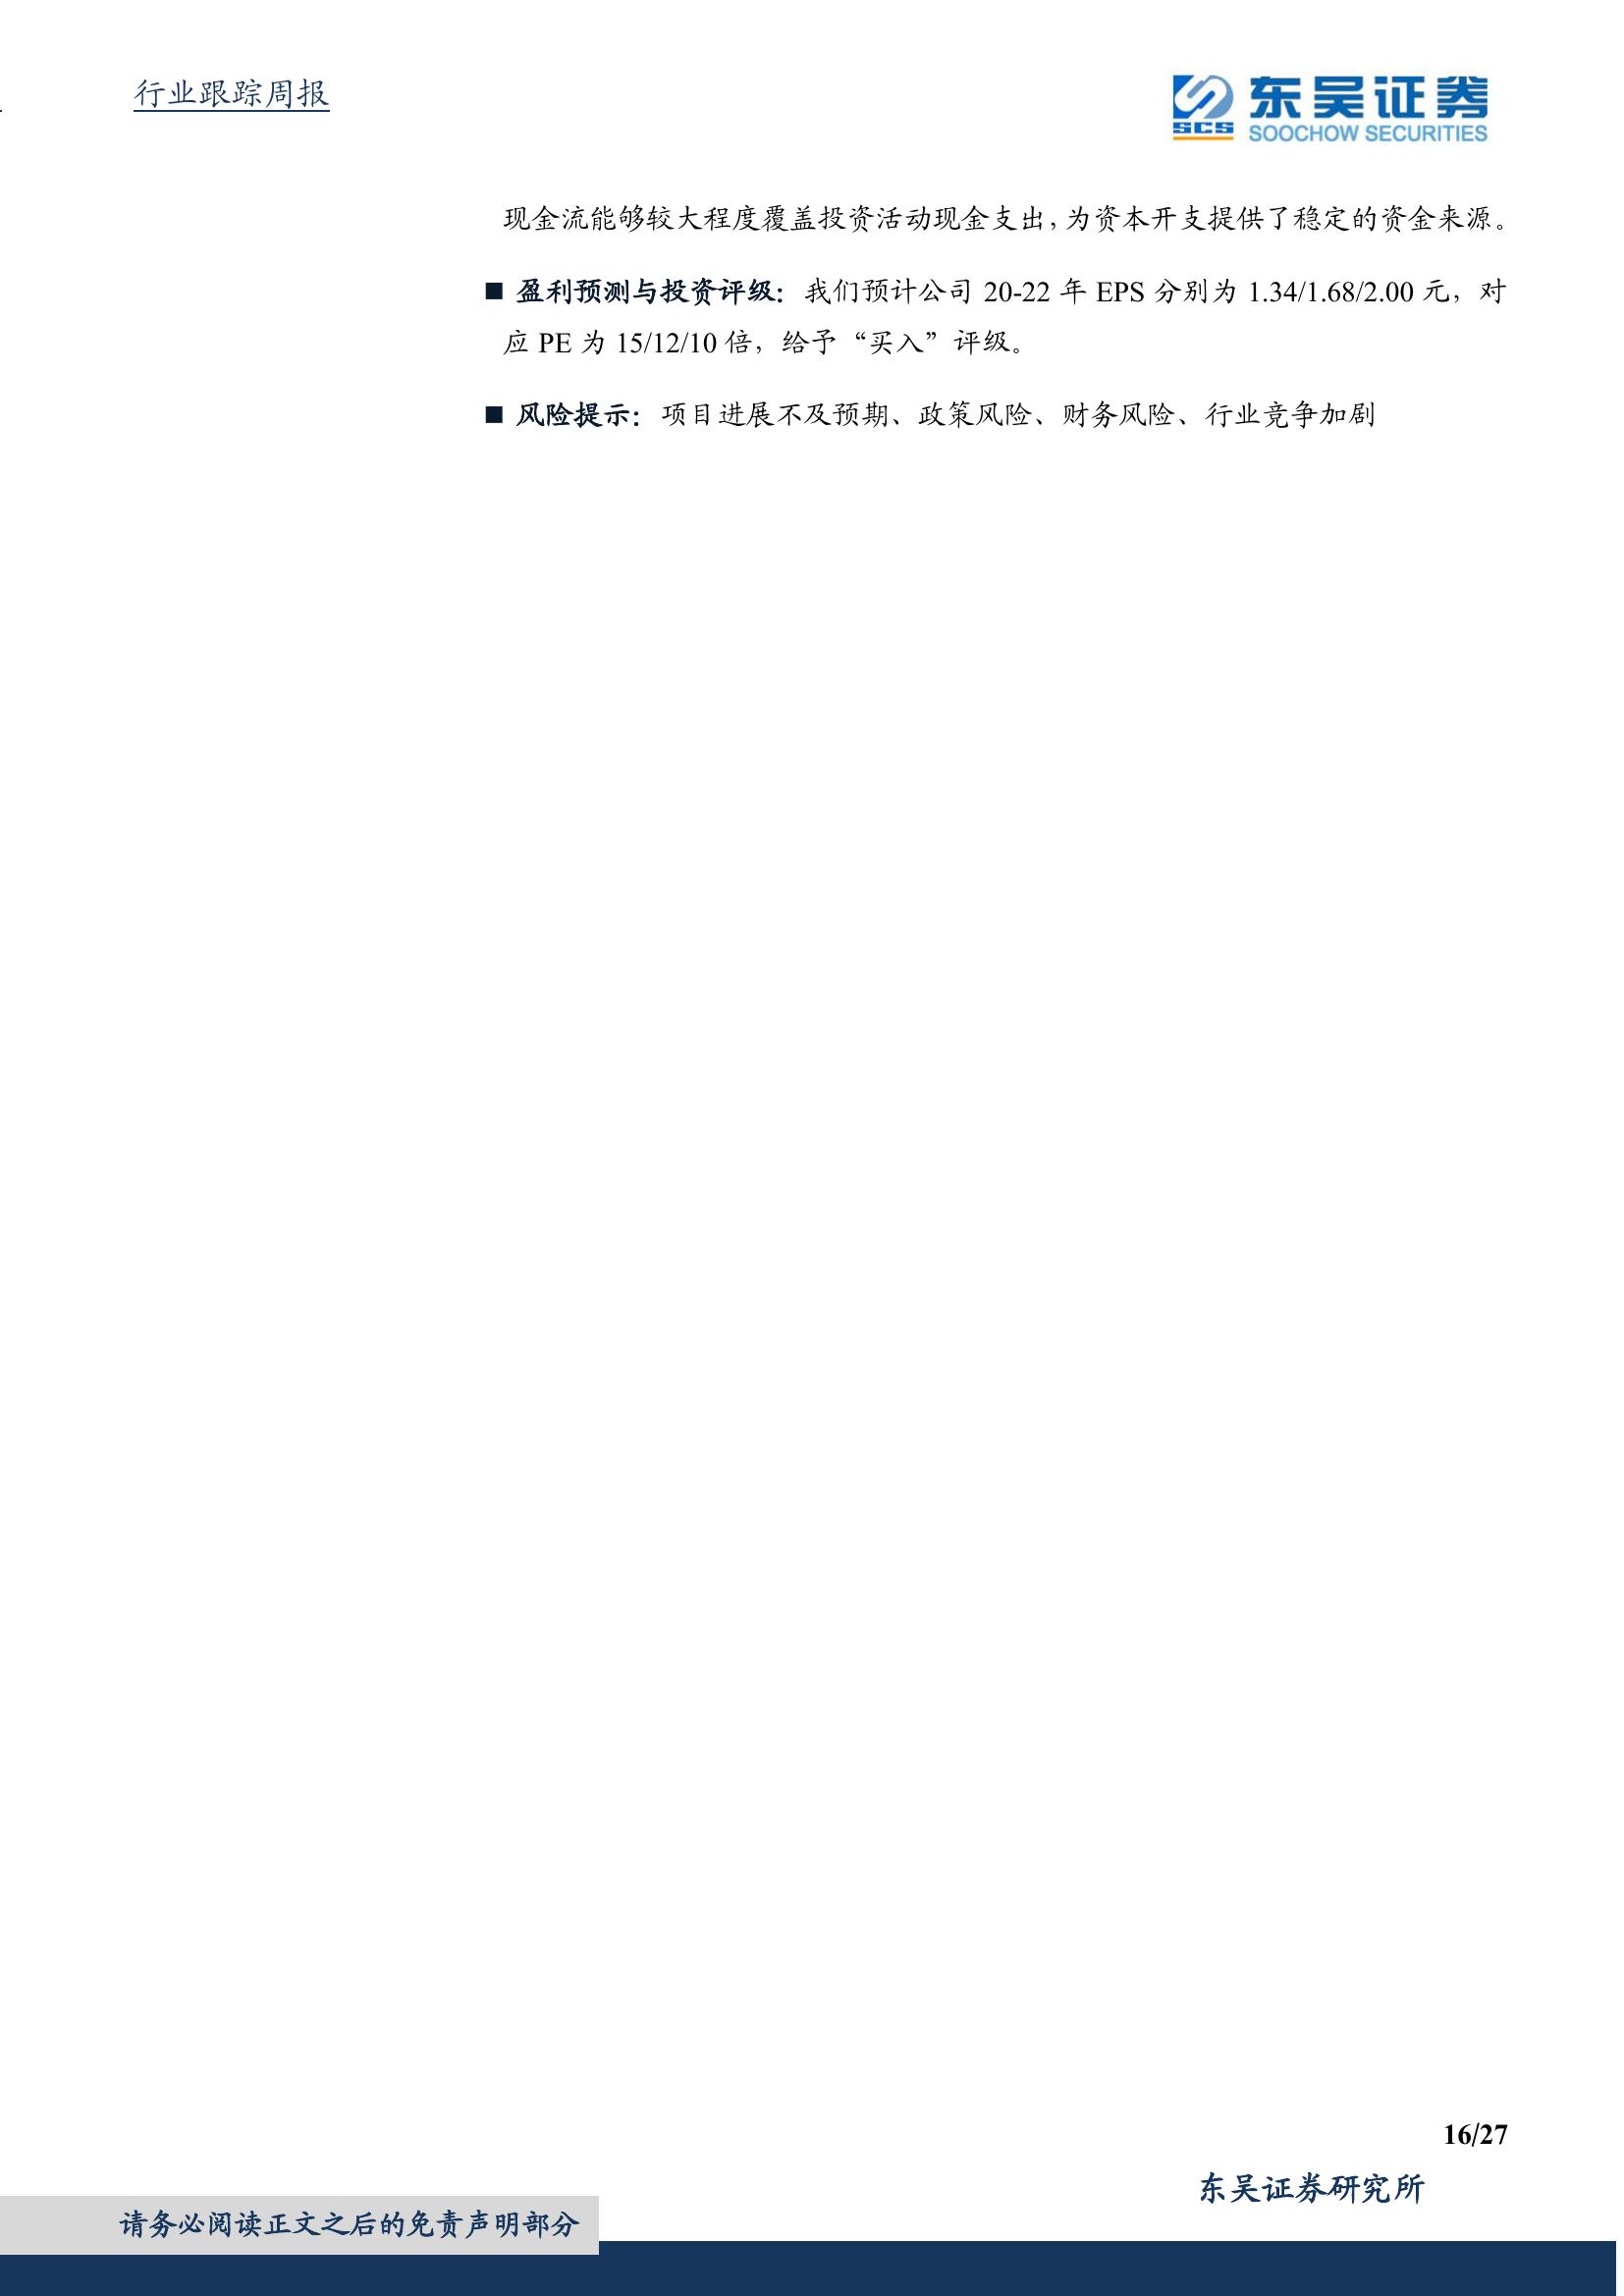 行业跟踪周报
SCS
东吴证券
SOOCHOW SECURITIES
现金流能够较大程度覆盖投资活动现金支出，为资本开支提供了稳定的资金来源。
■ 盈利预测与投资评级：我们预计公司 20-22 年 EPS 分别为 1.34/1.68/2.00 元，对
应 PE 为 15/12/10 倍，给予“买入”评级。
■ 风险提示：项目进展不及预期、政策风险、财务风险、行业竞争加剧
16/27
东吴证券研究所
请务必阅读正文之后的免责声明部分